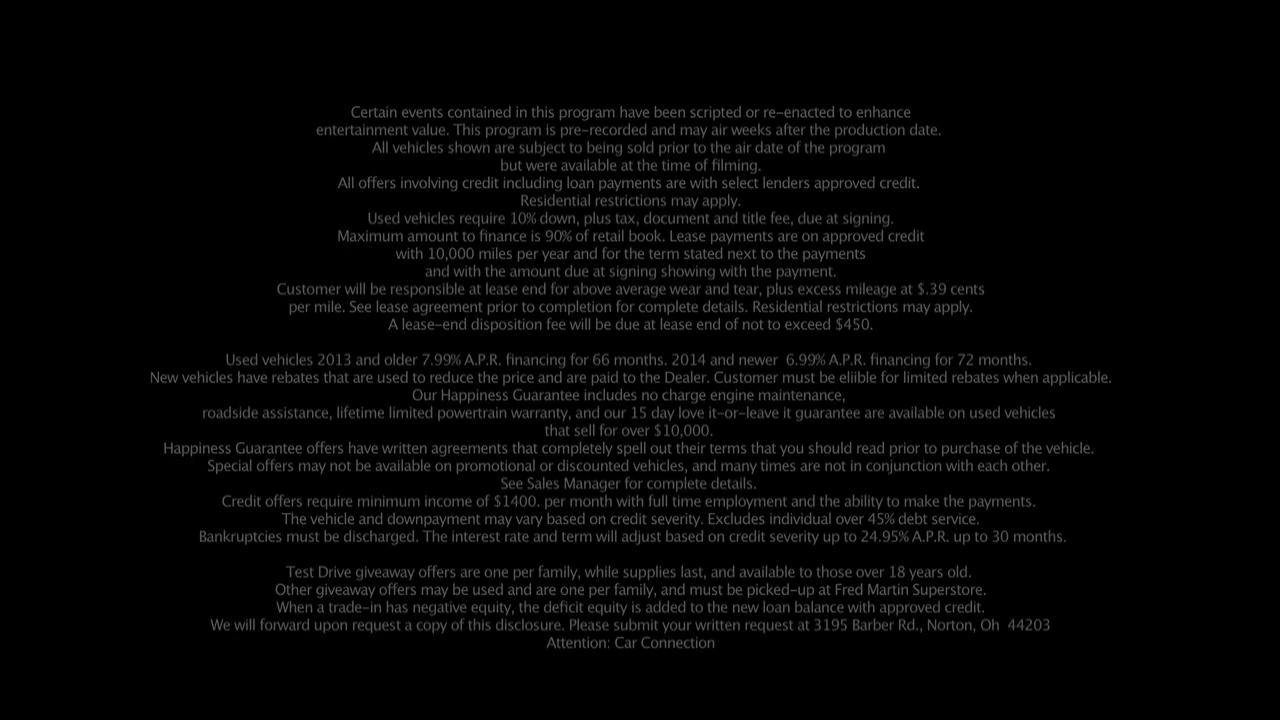 Certain events contained in this program have been scripted or re-enacted to enhance
entertainment value. This program is pre-recorded and may air weeks after the production date.
All vehicles shown are subject to being sold prior to the air date of the program
but were available at the time of filming.
All offers involving credit including loan payments are with select lenders approved credit.
Residential restrictions may apply.
Used vehicles require 10% down, plus tax, document and title fee, due at signing.
Maximum amount to finance is 90% of retail book. Lease payments are on approved credit
with 10,000 miles per year and for the term stated next to the payments
and with the amount due at signing showing with the payment.
Customer will be responsible at lease end for above average wear and tear, plus excess mileage at $.39 cents
per mile. See lease agreement prior to completion for complete details. Residential restrictions may apply.
A lease-end disposition fee will be due at lease end of not to exceed $450.
Used vehicles 2013 and older 7.99% A.P.R. financing for 66 months. 2014 and newer  6.99% A.P.R. financing for 72 months.
New vehicles have rebates that are used to reduce the price and are paid to the Dealer. Customer must be eliible for limited rebates when applicable.
Our Happiness Guarantee includes no charge engine maintenance,
roadside assistance, lifetime limited powertrain warranty, and our 15 day love it-or-leave it guarantee are available on used vehicles
that sell for over $10,000.
Happiness Guarantee offers have written agreements that completely spell out their terms that you should read prior to purchase of the vehicle.
Special offers may not be available on promotional or discounted vehicles, and many times are not in conjunction with each other.
See Sales Manager for complete details.
Credit offers require minimum income of $1400. per month with full time employment and the ability to make the payments.
The vehicle and downpayment may vary based on credit severity. Excludes individual over 45% debt service.
Bankruptcies must be discharged. The interest rate and term will adjust based on credit severity up to 24.95% A.P.R. up to 30 months.
Test Drive giveaway offers are one per family, while supplies last, and available to those over 18 years old.
Other giveaway offers may be used and are one per family, and must be picked-up at Fred Martin Superstore.
When a trade-in has negative equity, the deficit equity is added to the new loan balance with approved credit.
We will forward upon request a copy of this disclosure. Please submit your written request at 3195 Barber Rd., Norton, Oh  44203
Attention: Car Connection